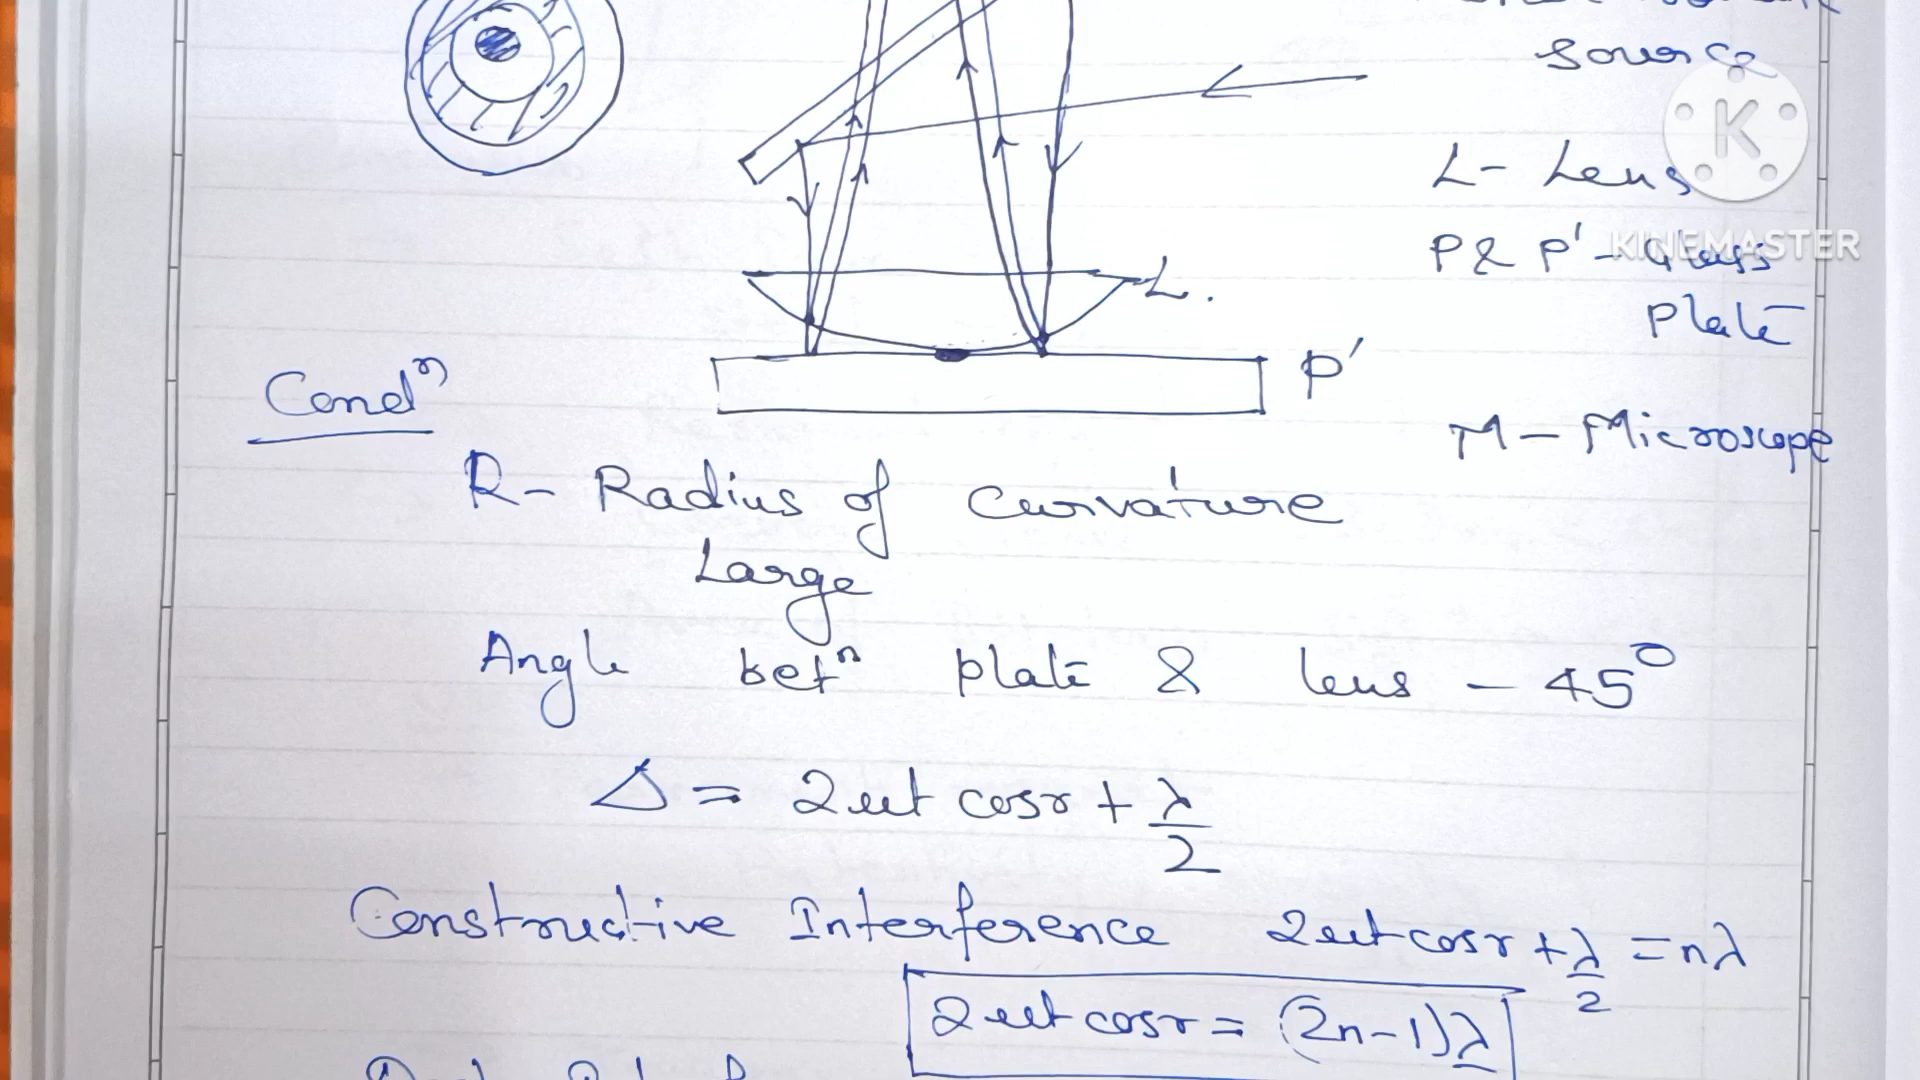 Source
L - Lens
P & P' - Glass
Plate
KINEMASTER
L.
P'
Condⁿ
M - Microscope
R - Radius of Curvature
Large
Angle betⁿ plate & lens - 45°
Δ = 2μt cosr + λ/2
Constructive Interference 2μt cosr + λ/2 = nλ
2μt cosr = (2n-1)λ